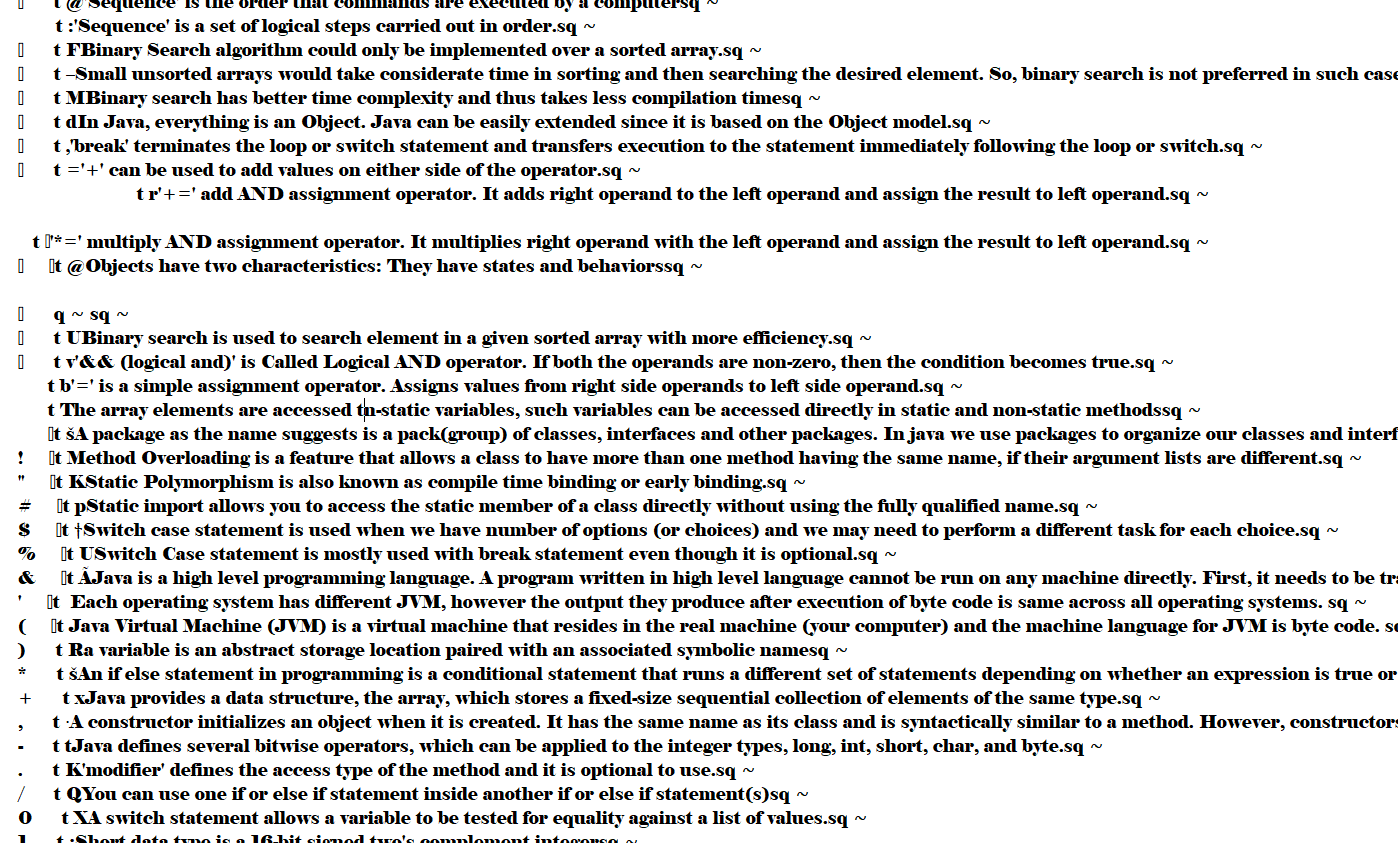 t @'Sequence' is the order that commands are executed by a computersq ~
t :'Sequence' is a set of logical steps carried out in order.sq ~
t FBinary Search algorithm could only be implemented over a sorted array.sq ~
t –Small unsorted arrays would take considerate time in sorting and then searching the desired element. So, binary search is not preferred in such case
t MBinary search has better time complexity and thus takes less compilation timesq ~
t dIn Java, everything is an Object. Java can be easily extended since it is based on the Object model.sq ~
t ,'break' terminates the loop or switch statement and transfers execution to the statement immediately following the loop or switch.sq ~
t ='+' can be used to add values on either side of the operator.sq ~
t r'+=' add AND assignment operator. It adds right operand to the left operand and assign the result to left operand.sq ~
t '*=' multiply AND assignment operator. It multiplies right operand with the left operand and assign the result to left operand.sq ~
t @Objects have two characteristics: They have states and behaviorssq ~
q ~ sq ~
t UBinary search is used to search element in a given sorted array with more efficiency.sq ~
t v'&& (logical and)' is Called Logical AND operator. If both the operands are non-zero, then the condition becomes true.sq ~
t b'=' is a simple assignment operator. Assigns values from right side operands to left side operand.sq ~
t The array elements are accessed tn-static variables, such variables can be accessed directly in static and non-static methodssq ~
t šA package as the name suggests is a pack(group) of classes, interfaces and other packages. In java we use packages to organize our classes and interf
! t Method Overloading is a feature that allows a class to have more than one method having the same name, if their argument lists are different.sq ~
" t KStatic Polymorphism is also known as compile time binding or early binding.sq ~
# t pStatic import allows you to access the static member of a class directly without using the fully qualified name.sq ~
$ t †Switch case statement is used when we have number of options (or choices) and we may need to perform a different task for each choice.sq ~
% t USwitch Case statement is mostly used with break statement even though it is optional.sq ~
& t ÃJava is a high level programming language. A program written in high level language cannot be run on any machine directly. First, it needs to be tra
' t Each operating system has different JVM, however the output they produce after execution of byte code is same across all operating systems. sq ~
( t Java Virtual Machine (JVM) is a virtual machine that resides in the real machine (your computer) and the machine language for JVM is byte code. sq
) t Ra variable is an abstract storage location paired with an associated symbolic namesq ~
* t šAn if else statement in programming is a conditional statement that runs a different set of statements depending on whether an expression is true or
+ t xJava provides a data structure, the array, which stores a fixed-size sequential collection of elements of the same type.sq ~
, t ·A constructor initializes an object when it is created. It has the same name as its class and is syntactically similar to a method. However, constructors
- t tJava defines several bitwise operators, which can be applied to the integer types, long, int, short, char, and byte.sq ~
. t K'modifier' defines the access type of the method and it is optional to use.sq ~
/ t QYou can use one if or else if statement inside another if or else if statement(s)sq ~
0 t XA switch statement allows a variable to be tested for equality against a list of values.sq ~
1 t :Short data type is a 16-bit signed two's complement integersq ~